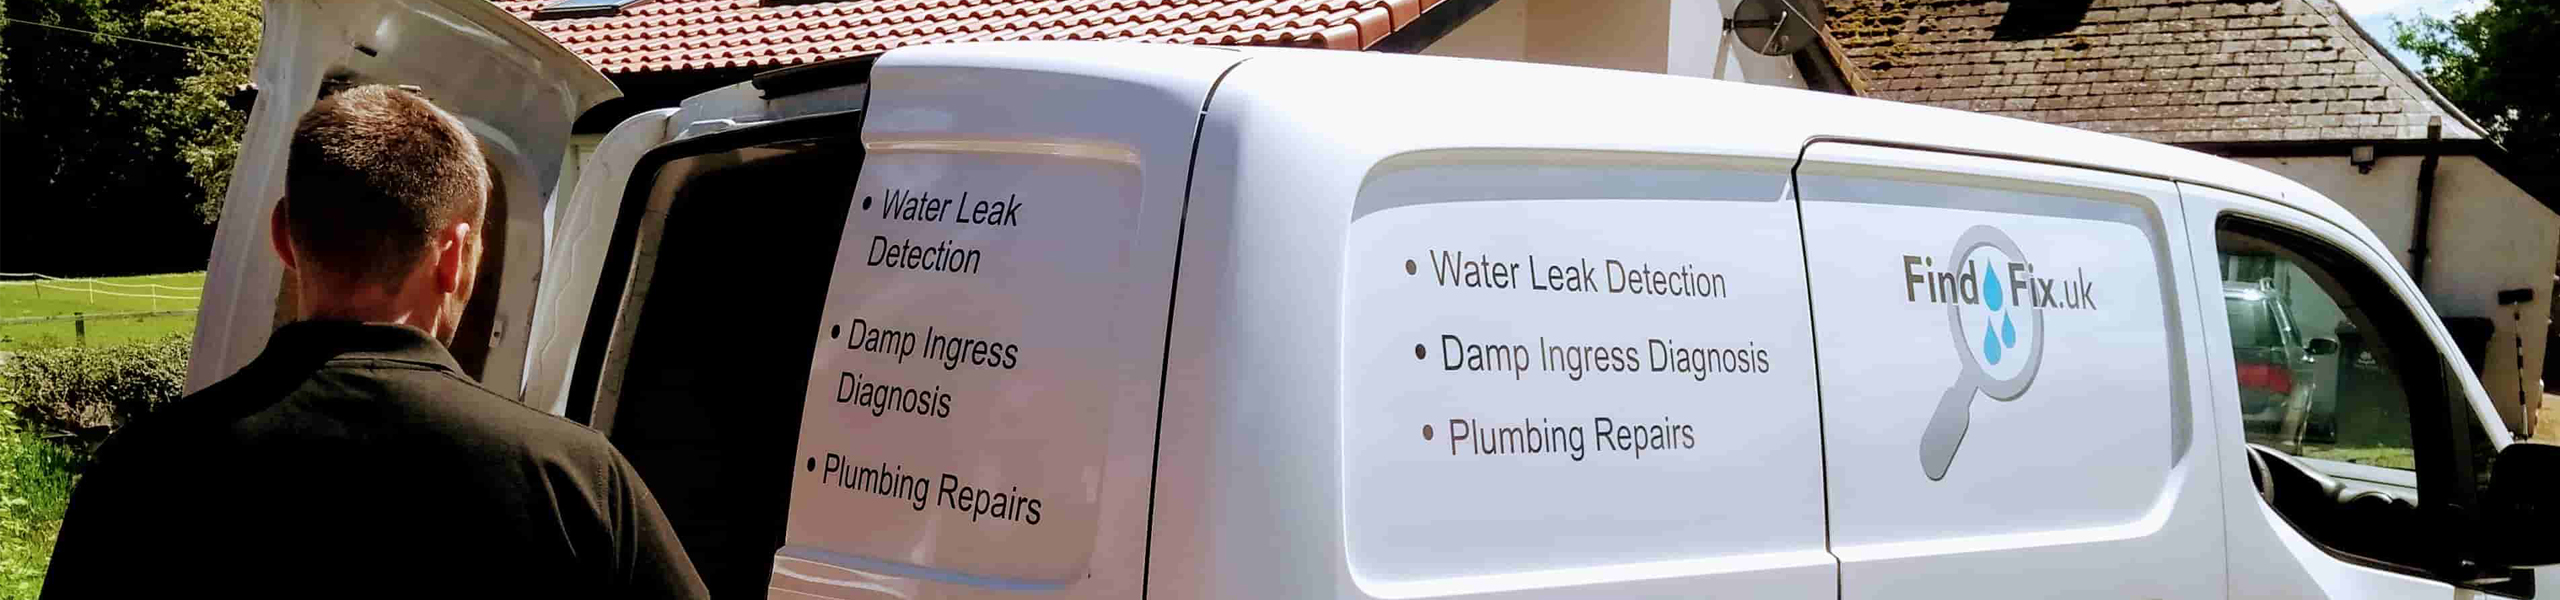 • Water Leak
Detection
• Damp Ingress
Diagnosis
• Plumbing Repairs
• Water Leak Detection
• Damp Ingress Diagnosis
• Plumbing Repairs
Find Fix.uk